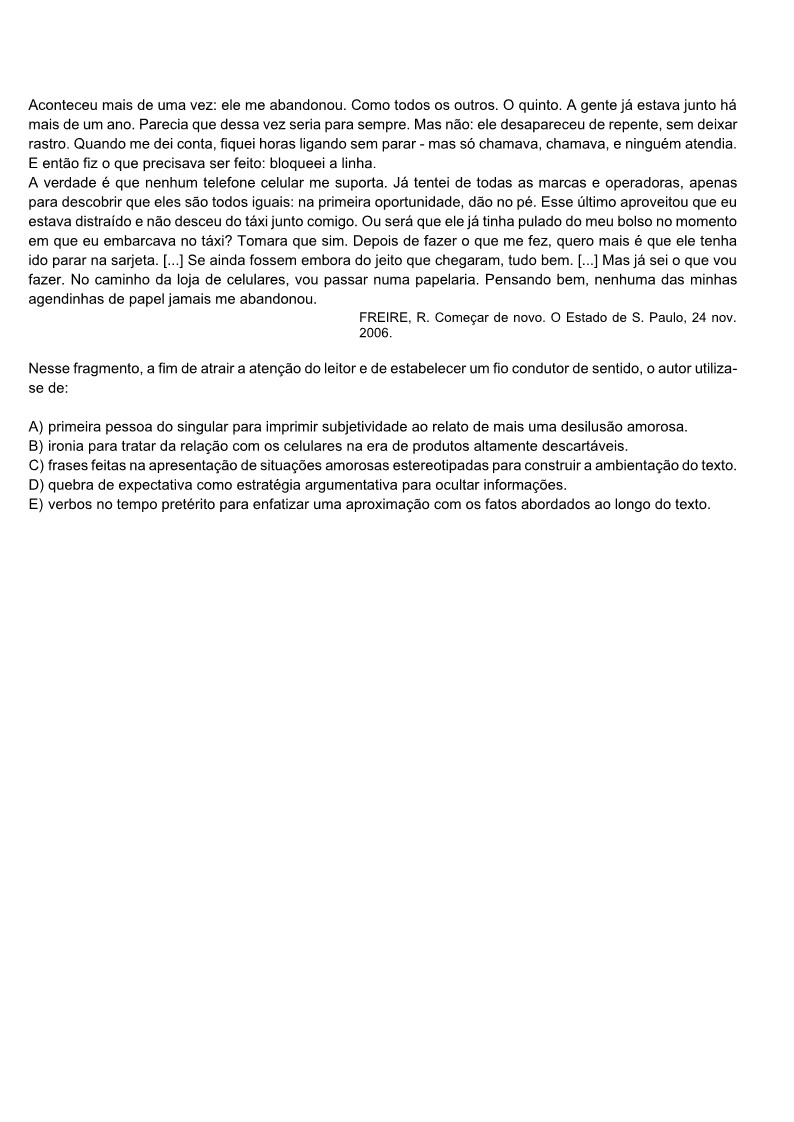 Aconteceu mais de uma vez: ele me abandonou. Como todos os outros. O quinto. A gente já estava junto há
mais de um ano. Parecia que dessa vez seria para sempre. Mas não: ele desapareceu de repente, sem deixar
rastro. Quando me dei conta, fiquei horas ligando sem parar - mas só chamava, chamava, e ninguém atendia.
E então fiz o que precisava ser feito: bloqueei a linha.
A verdade é que nenhum telefone celular me suporta. Já tentei de todas as marcas e operadoras, apenas
para descobrir que eles são todos iguais: na primeira oportunidade, dão no pé. Esse último aproveitou que eu
estava distraído e não desceu do táxi junto comigo. Ou será que ele já tinha pulado do meu bolso no momento
em que eu embarcava no táxi? Tomara que sim. Depois de fazer o que me fez, quero mais é que ele tenha
ido parar na sarjeta. [...] Se ainda fossem embora do jeito que chegaram, tudo bem. [...] Mas já sei o que vou
fazer. No caminho da loja de celulares, vou passar numa papelaria. Pensando bem, nenhuma das minhas
agendinhas de papel jamais me abandonou.
FREIRE, R. Começar de novo. O Estado de S. Paulo, 24 nov.
2006.
Nesse fragmento, a fim de atrair a atenção do leitor e de estabelecer um fio condutor de sentido, o autor utiliza-
se de:
A) primeira pessoa do singular para imprimir subjetividade ao relato de mais uma desilusão amorosa.
B) ironia para tratar da relação com os celulares na era de produtos altamente descartáveis.
C) frases feitas na apresentação de situações amorosas estereotipadas para construir a ambientação do texto.
D) quebra de expectativa como estratégia argumentativa para ocultar informações.
E) verbos no tempo pretérito para enfatizar uma aproximação com os fatos abordados ao longo do texto.